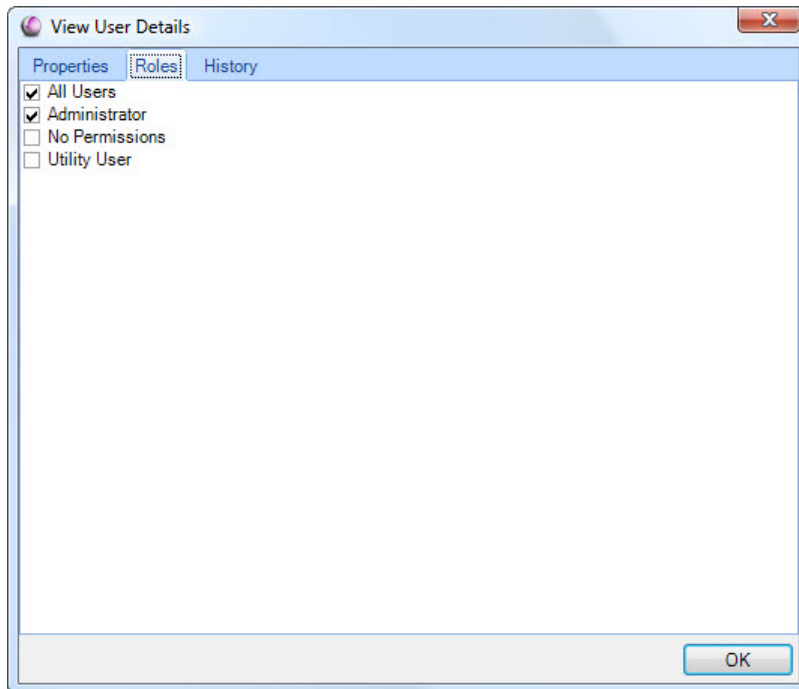 View User Details
Properties Roles History
All Users
Administrator
No Permissions
Utility User
OK